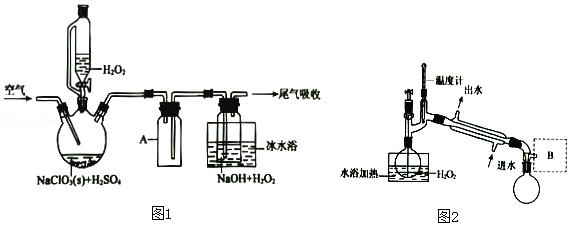 空气
H₂O₂
尾气吸收
A
冰水浴
NaClO₃(s)+H₂SO₄
NaOH+H₂O₂
图1
温度计
出水
B
进水
水浴加热
H₂O₂
图2